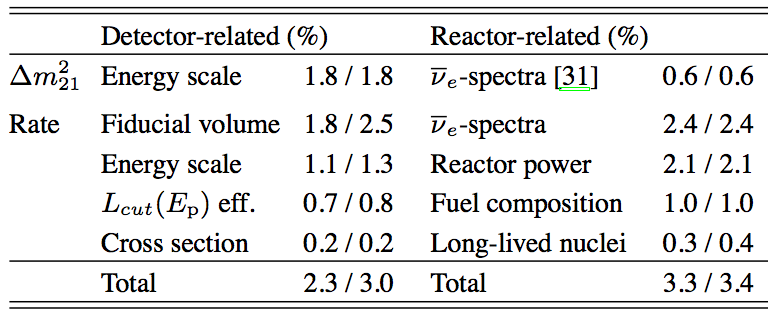 Detector-related (%) Reactor-related (%)
Δm²₂₁ Energy scale 1.8 / 1.8 ν̅ₑ-spectra [31] 0.6 / 0.6
Rate Fiducial volume 1.8 / 2.5 ν̅ₑ-spectra 2.4 / 2.4
Energy scale 1.1 / 1.3 Reactor power 2.1 / 2.1
L_cut(E_p) eff. 0.7 / 0.8 Fuel composition 1.0 / 1.0
Cross section 0.2 / 0.2 Long-lived nuclei 0.3 / 0.4
Total 2.3 / 3.0 Total 3.3 / 3.4